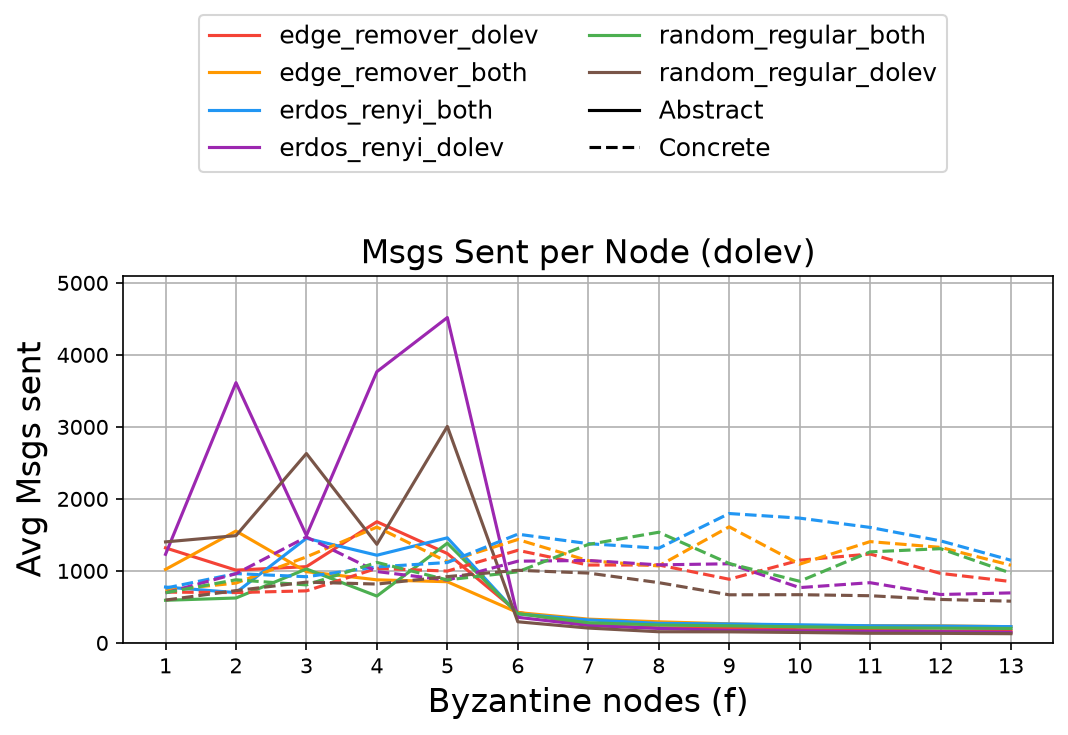 edge_remover_dolev
edge_remover_both
erdos_renyi_both
erdos_renyi_dolev
random_regular_both
random_regular_dolev
Abstract
Concrete
Msgs Sent per Node (dolev)
Avg Msgs sent
5000
4000
3000
2000
1000
0
1 2 3 4 5 6 7 8 9 10 11 12 13
Byzantine nodes (f)